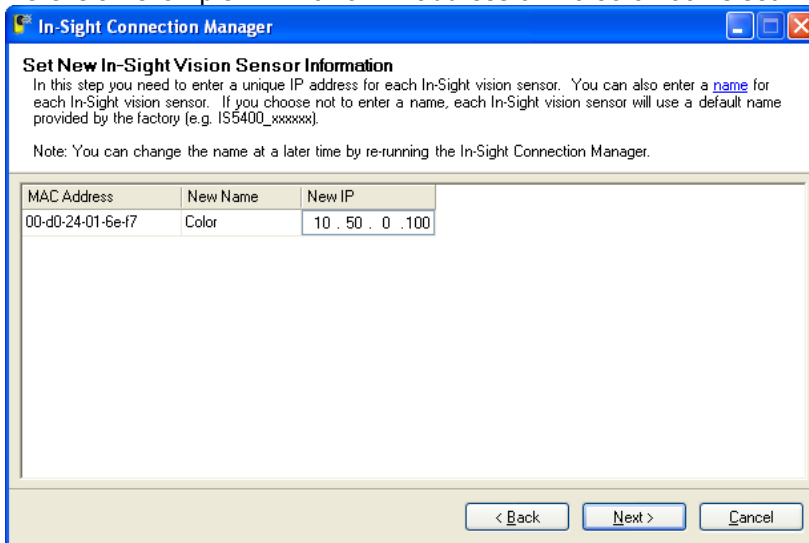 In-Sight Connection Manager
Set New In-Sight Vision Sensor Information
In this step you need to enter a unique IP address for each In-Sight vision sensor. You can also enter a name for
each In-Sight vision sensor. If you choose not to enter a name, each In-Sight vision sensor will use a default name
provided by the factory (e.g. IS5400_xxxxxx).
Note: You can change the name at a later time by re-running the In-Sight Connection Manager.
MAC Address New Name New IP
00-d0-24-01-6e-f7 Color 10 . 50 . 0 .100
< Back Next > Cancel